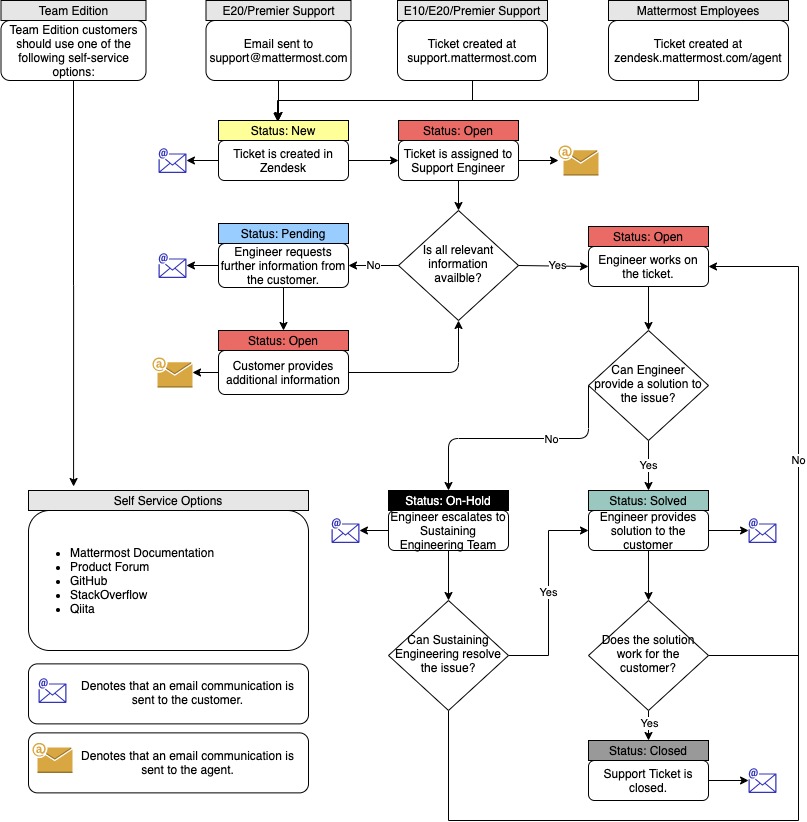 Team Edition
Team Edition customers
should use one of the
following self-service
options:
E20/Premier Support
Email sent to
support@mattermost.com
E10/E20/Premier Support
Ticket created at
support.mattermost.com
Mattermost Employees
Ticket created at
zendesk.mattermost.com/agent
Status: New
Ticket is created in
Zendesk
Status: Open
Ticket is assigned to
Support Engineer
Status: Pending
Engineer requests
further information from
the customer.
No
Is all relevant
information
availble?
Yes
Status: Open
Engineer works on
the ticket.
Status: Open
Customer provides
additional information
Can Engineer
provide a solution to
the issue?
No
Yes
No
Self Service Options
• Mattermost Documentation
• Product Forum
• GitHub
• StackOverflow
• Qiita
Status: On-Hold
Engineer escalates to
Sustaining
Engineering Team
Status: Solved
Engineer provides
solution to the
customer
Yes
Can Sustaining
Engineering resolve
the issue?
Does the solution
work for the
customer?
Yes
Denotes that an email communication is
sent to the customer.
Denotes that an email communication is
sent to the agent.
Status: Closed
Support Ticket is
closed.